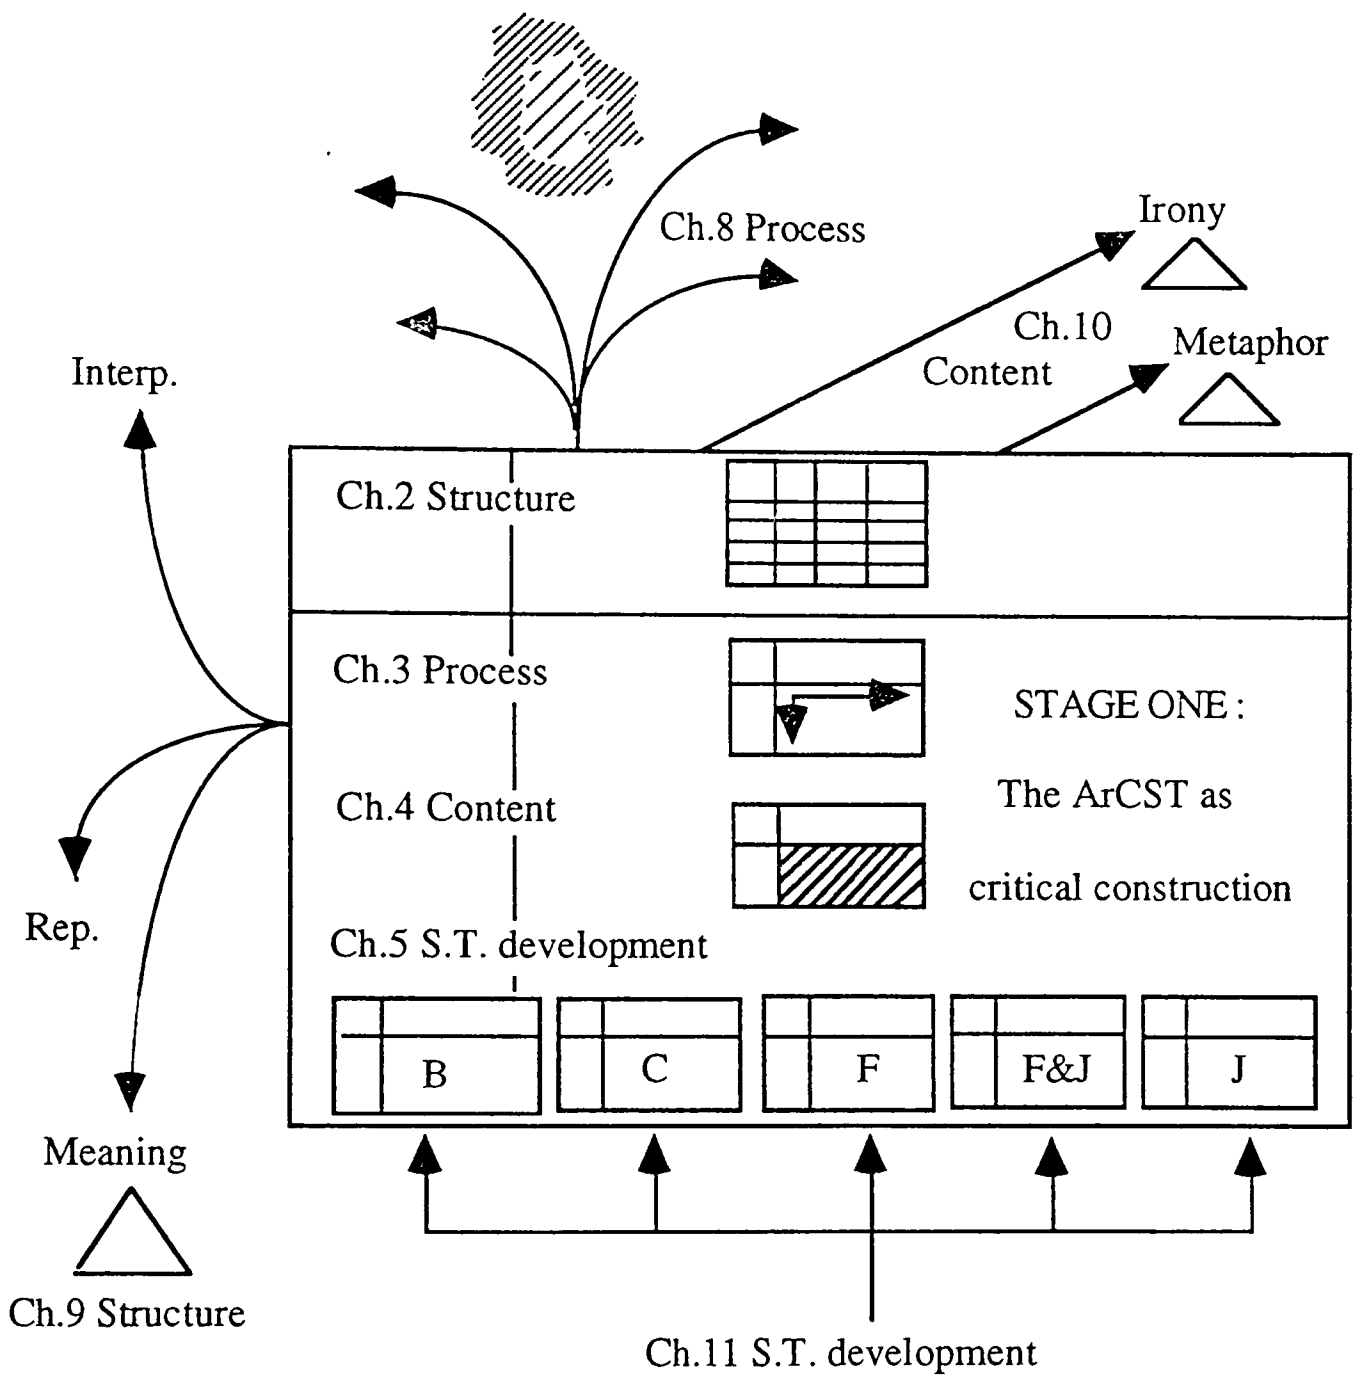 Ch.8 Process
Irony
Ch.10
Content
Metaphor
Interp.
Ch.2 Structure
Ch.3 Process
STAGE ONE :
The ArCST as
Ch.4 Content
critical construction
Rep.
Ch.5 S.T. development
B
C
F
F&J
J
Meaning
Ch.9 Structure
Ch.11 S.T. development